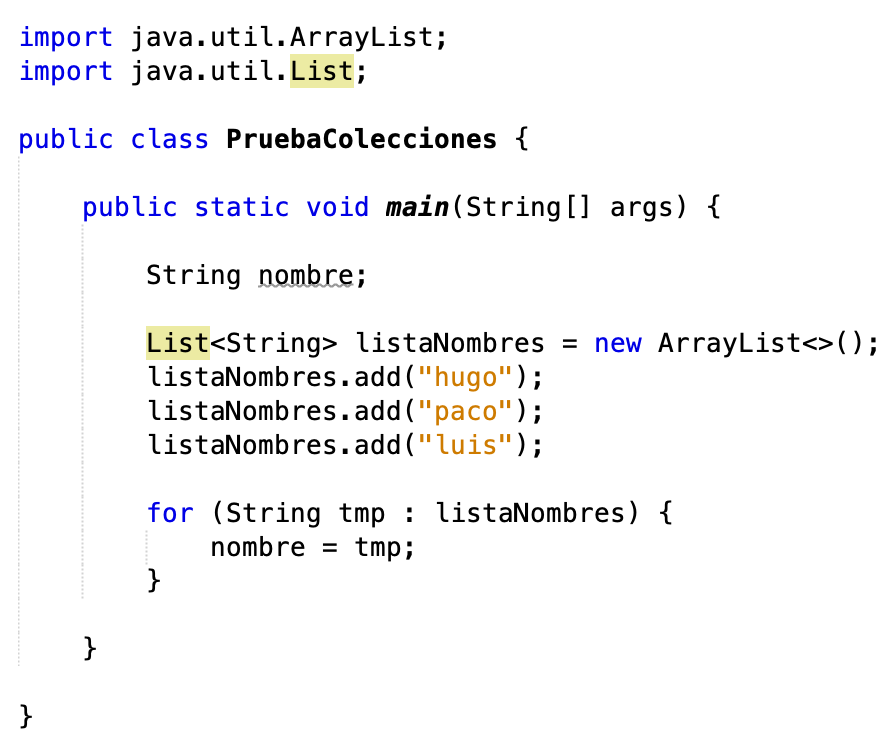 import java.util.ArrayList;
import java.util.List;
public class PruebaColecciones {
public static void main(String[] args) {
String nombre;
List<String> listaNombres = new ArrayList<>();
listaNombres.add("hugo");
listaNombres.add("paco");
listaNombres.add("luis");
for (String tmp : listaNombres) {
nombre = tmp;
}
}
}